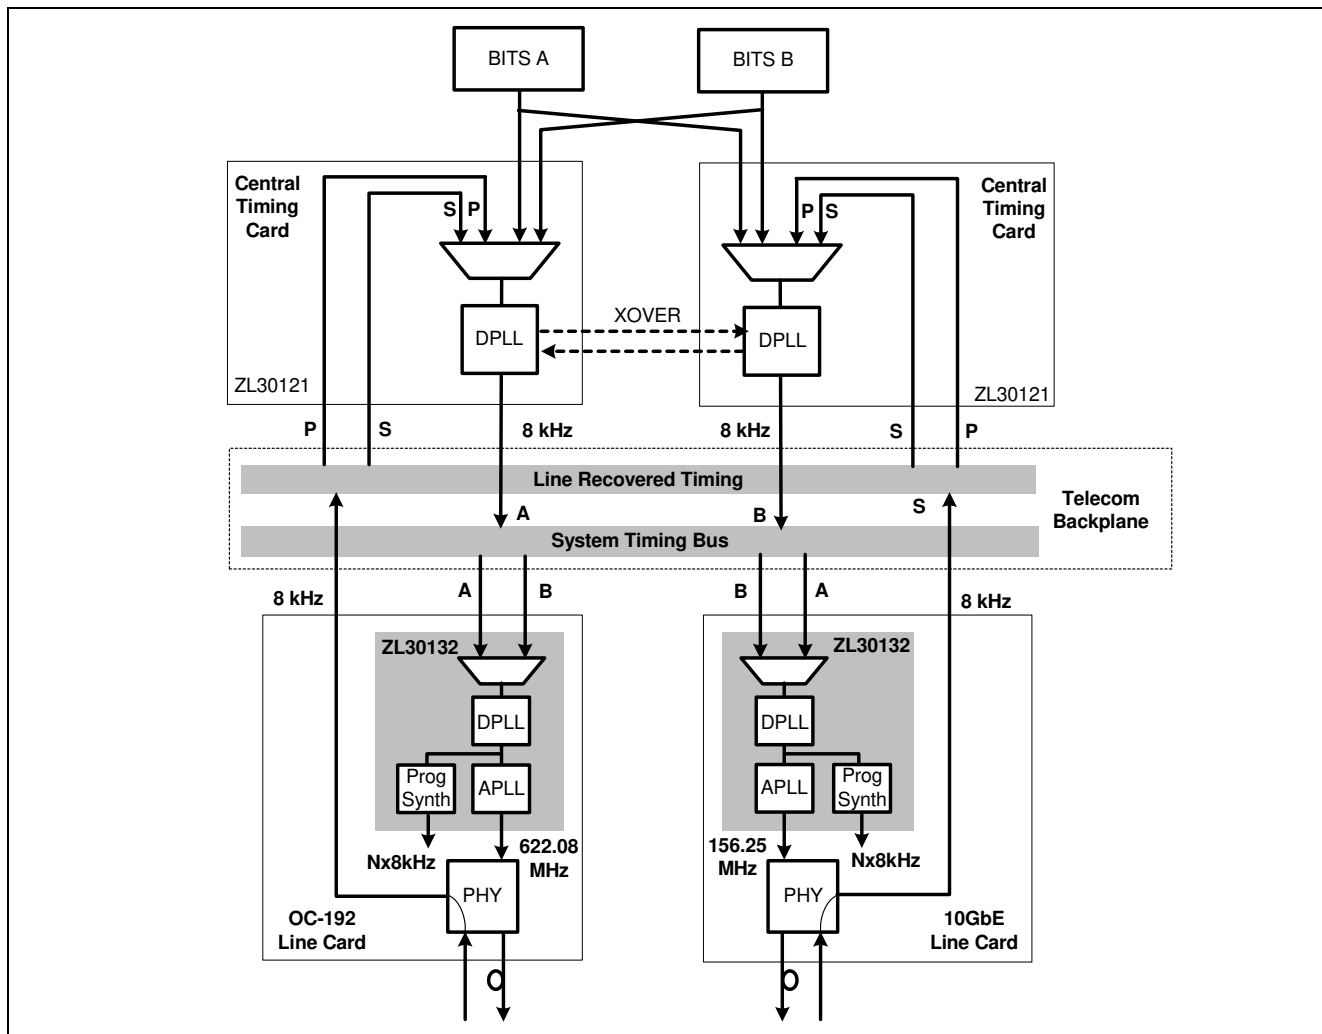 BITS A
BITS B
Central
Timing
Card
S P
P S
Central
Timing
Card
DPLL
XOVER
DPLL
ZL30121
ZL30121
P
S
8 kHz
8 kHz
S
P
Line Recovered Timing
S
Telecom
Backplane
A
B
System Timing Bus
A
B
B
A
8 kHz
8 kHz
ZL30132
ZL30132
DPLL
DPLL
Prog
Synth
APLL
APLL
Prog
Synth
Nx8kHz
622.08
MHz
156.25
MHz
Nx8kHz
PHY
PHY
OC-192
Line Card
10GbE
Line Card